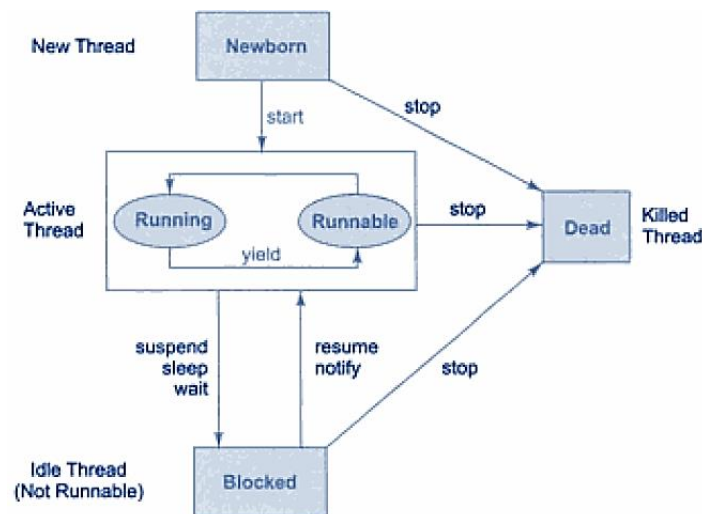 New Thread
Newborn
start
stop
Active
Thread
Running
Runnable
yield
stop
Dead
Killed
Thread
suspend
sleep
wait
resume
notify
stop
Idle Thread
(Not Runnable)
Blocked